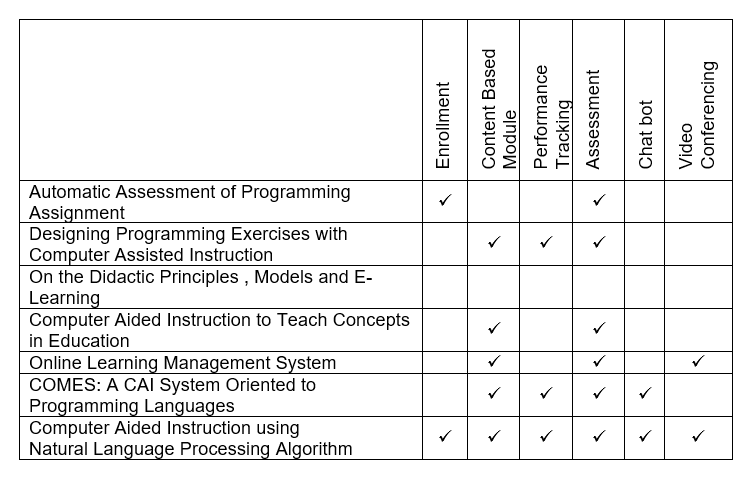 Enrollment
Content Based
Module
Performance
Tracking
Assessment
Chat bot
Video
Conferencing
Automatic Assessment of Programming
Assignment
✓ ✓
Designing Programming Exercises with
Computer Assisted Instruction
✓ ✓ ✓
On the Didactic Principles , Models and E-
Learning
Computer Aided Instruction to Teach Concepts
in Education
✓ ✓
Online Learning Management System ✓ ✓ ✓
COMES: A CAI System Oriented to
Programming Languages
✓ ✓ ✓ ✓
Computer Aided Instruction using
Natural Language Processing Algorithm
✓ ✓ ✓ ✓ ✓ ✓